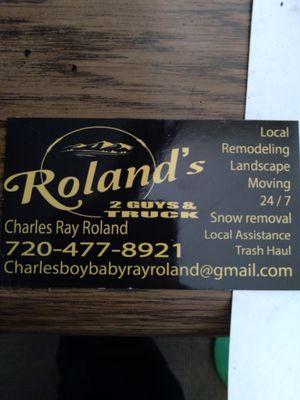 Roland's
2 GUYS &
TRUCK
Charles Ray Roland
720-477-8921
Charlesboybabyrayroland@gmail.com
Local
Remodeling
Landscape
Moving
24 / 7
Snow removal
Local Assistance
Trash Haul